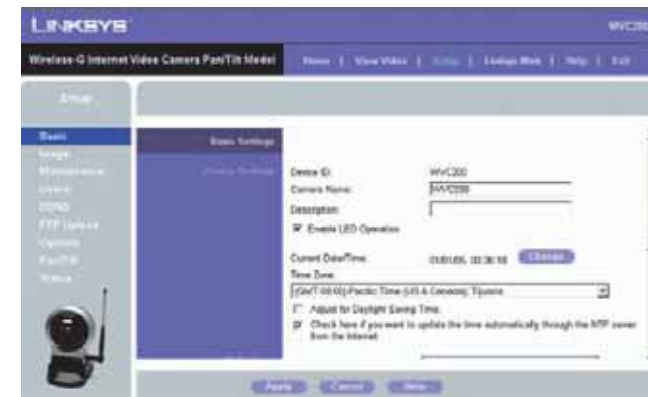 LINKSYS
WVC200
Wireless-G Internet Video Camera Pan/Tilt Model
Home | View Video | Setup | Linksys Web | Help | Exit
Setup
Basic
Image
Maintenance
Users
DDNS
FTP Upload
Options
Pan/Tilt
Status
Basic Settings
Device Settings
Device ID: WVC200
Camera Name: WVC200
Description:
Enable LED Operation
Current Date/Time: Change
Time Zone:
(GMT-08:00) Pacific Time (US & Canada); Tijuana
Adjust for Daylight Saving Time.
Check here if you want to update the time automatically through the NTP server
from the Internet.
Apply Cancel Help